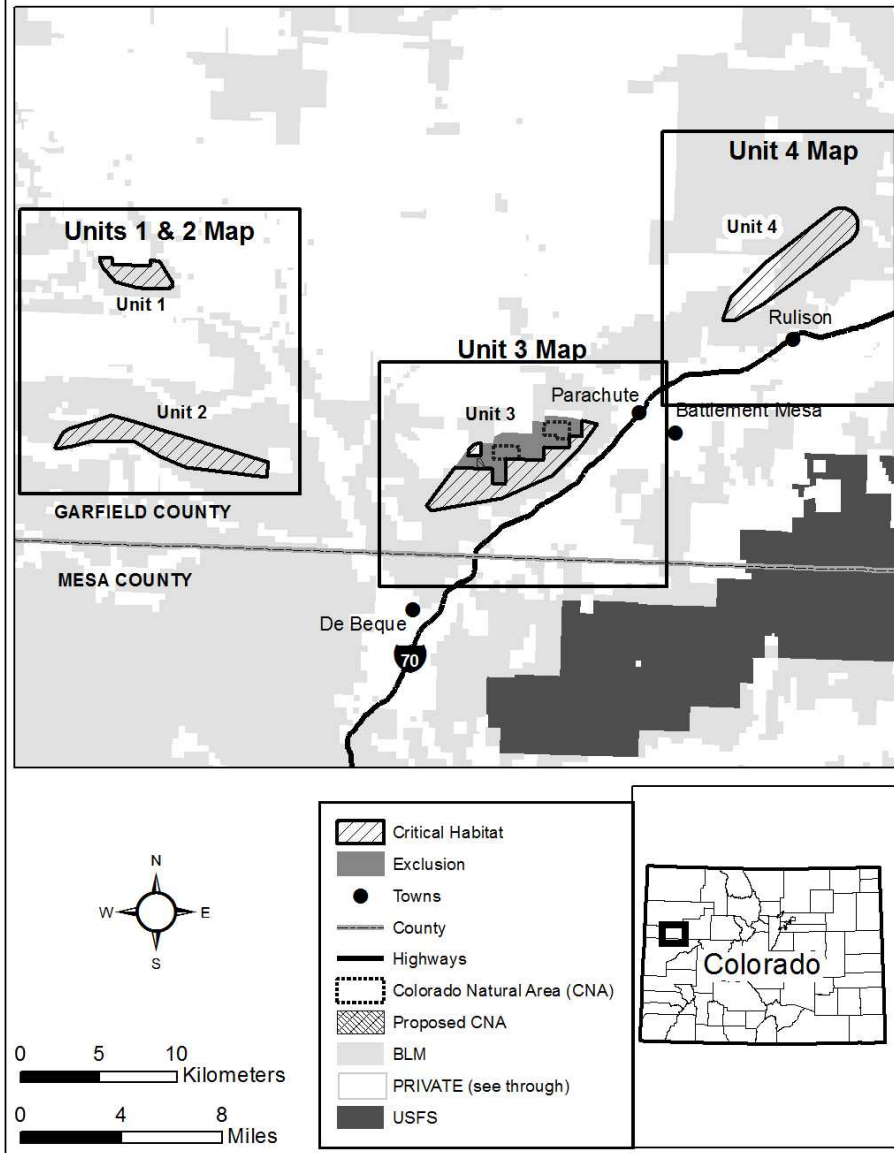 Unit 4 Map
Unit 4
Rulison
Units 1 & 2 Map
Unit 1
Unit 2
Unit 3 Map
Unit 3
Parachute
Battlement Mesa
GARFIELD COUNTY
MESA COUNTY
De Beque
70
N
W
E
S
0 5 10
Kilometers
0 4 8
Miles
Critical Habitat
Exclusion
Towns
County
Highways
Colorado Natural Area (CNA)
Proposed CNA
BLM
PRIVATE (see through)
USFS
Colorado